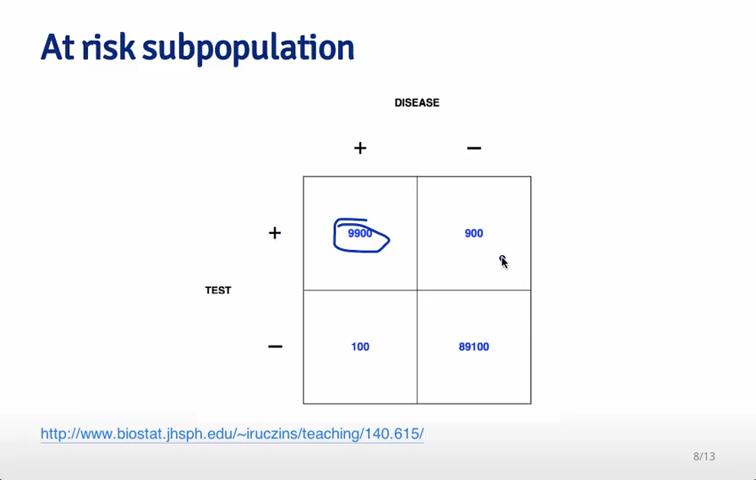 At risk subpopulation
DISEASE
+ −
+ 9900 900
TEST
− 100 89100
http://www.biostat.jhsph.edu/~iruczins/teaching/140.615/
8/13